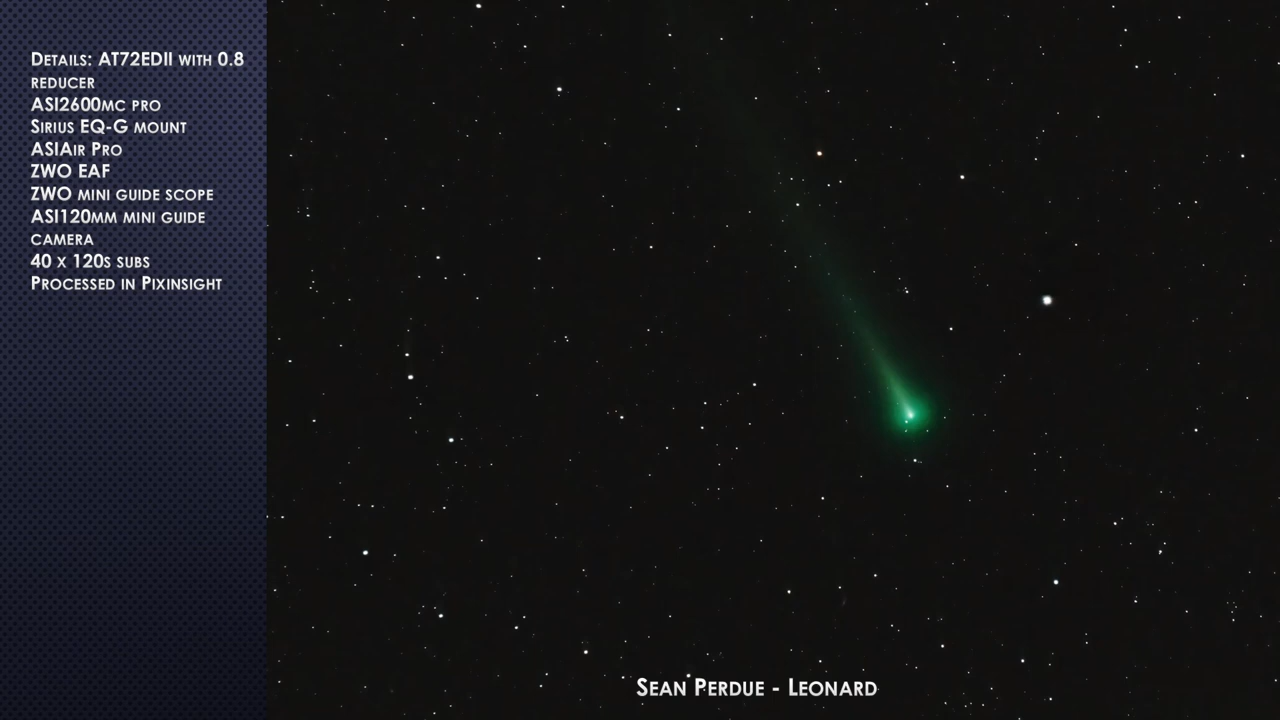 Details: AT72EDII with 0.8
reducer
ASI2600mc pro
Sirius EQ-G mount
ASIAir Pro
ZWO EAF
ZWO mini guide scope
ASI120mm mini guide
camera
40 x 120s subs
Processed in Pixinsight
Sean Perdue - Leonard